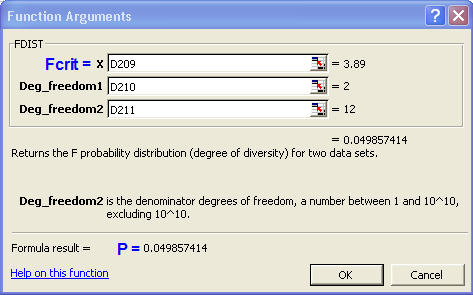 Function Arguments
FDIST
Fcrit = X D209 = 3.89
Deg_freedom1 D210 = 2
Deg_freedom2 D211 = 12
= 0.049857414
Returns the F probability distribution (degree of diversity) for two data sets.
Deg_freedom2 is the denominator degrees of freedom, a number between 1 and 10^10,
excluding 10^10.
Formula result = P = 0.049857414
Help on this function OK Cancel